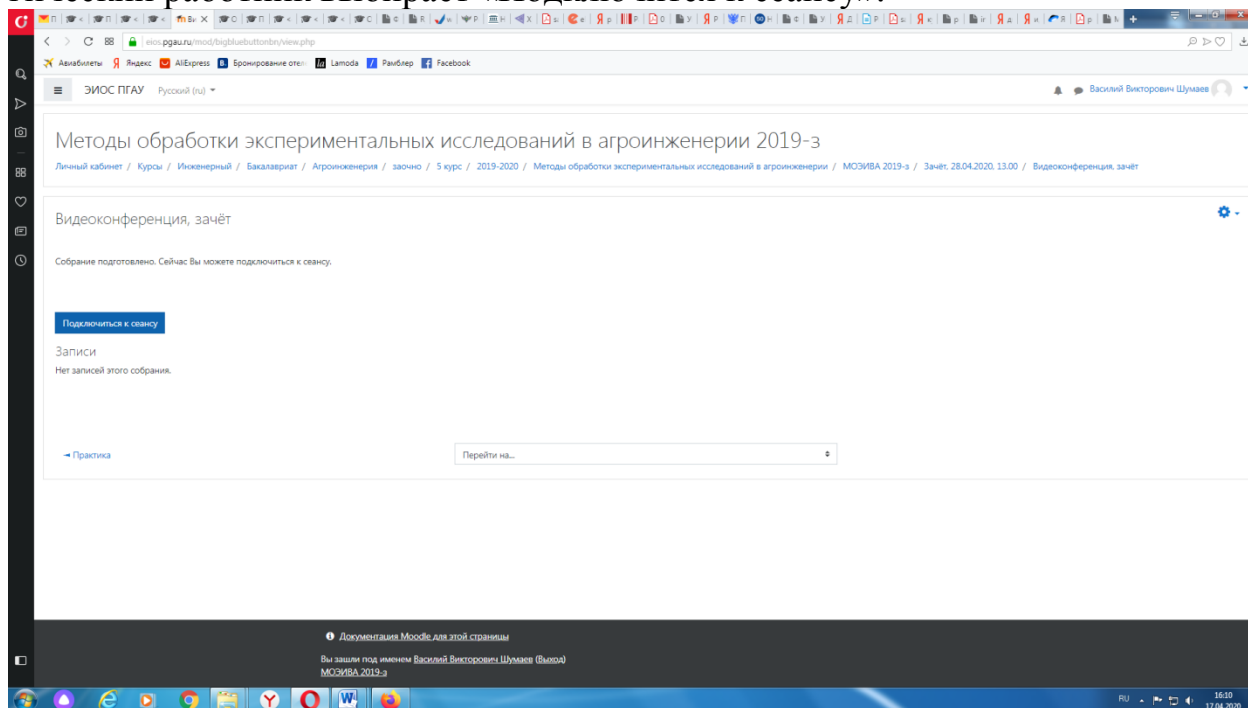 eios.pgau.ru/mod/bigbluebuttonbn/view.php
Авиабилеты Яндекс AliExpress Бронирование отел Lamoda Рамблер Facebook
ЭИОС ПГАУ Русский (ru) Василий Викторович Шумаев
Методы обработки экспериментальных исследований в агроинженерии 2019-з
Личный кабинет / Курсы / Инженерный / Бакалавриат / Агроинженерия / заочно / 5 курс / 2019-2020 / Методы обработки экспериментальных исследований в агроинженерии / МОЭИВА 2019-з / Зачёт, 28.04.2020, 13.00 / Видеоконференция, зачёт
Видеоконференция, зачёт
Собрание подготовлено. Сейчас Вы можете подключиться к сеансу.
Подключиться к сеансу
Записи
Нет записей этого собрания.
◄ Практика Перейти на...
Документация Moodle для этой страницы
Вы зашли под именем Василий Викторович Шумаев (Выход)
МОЭИВА 2019-з
RU 16:10
17.04.2020